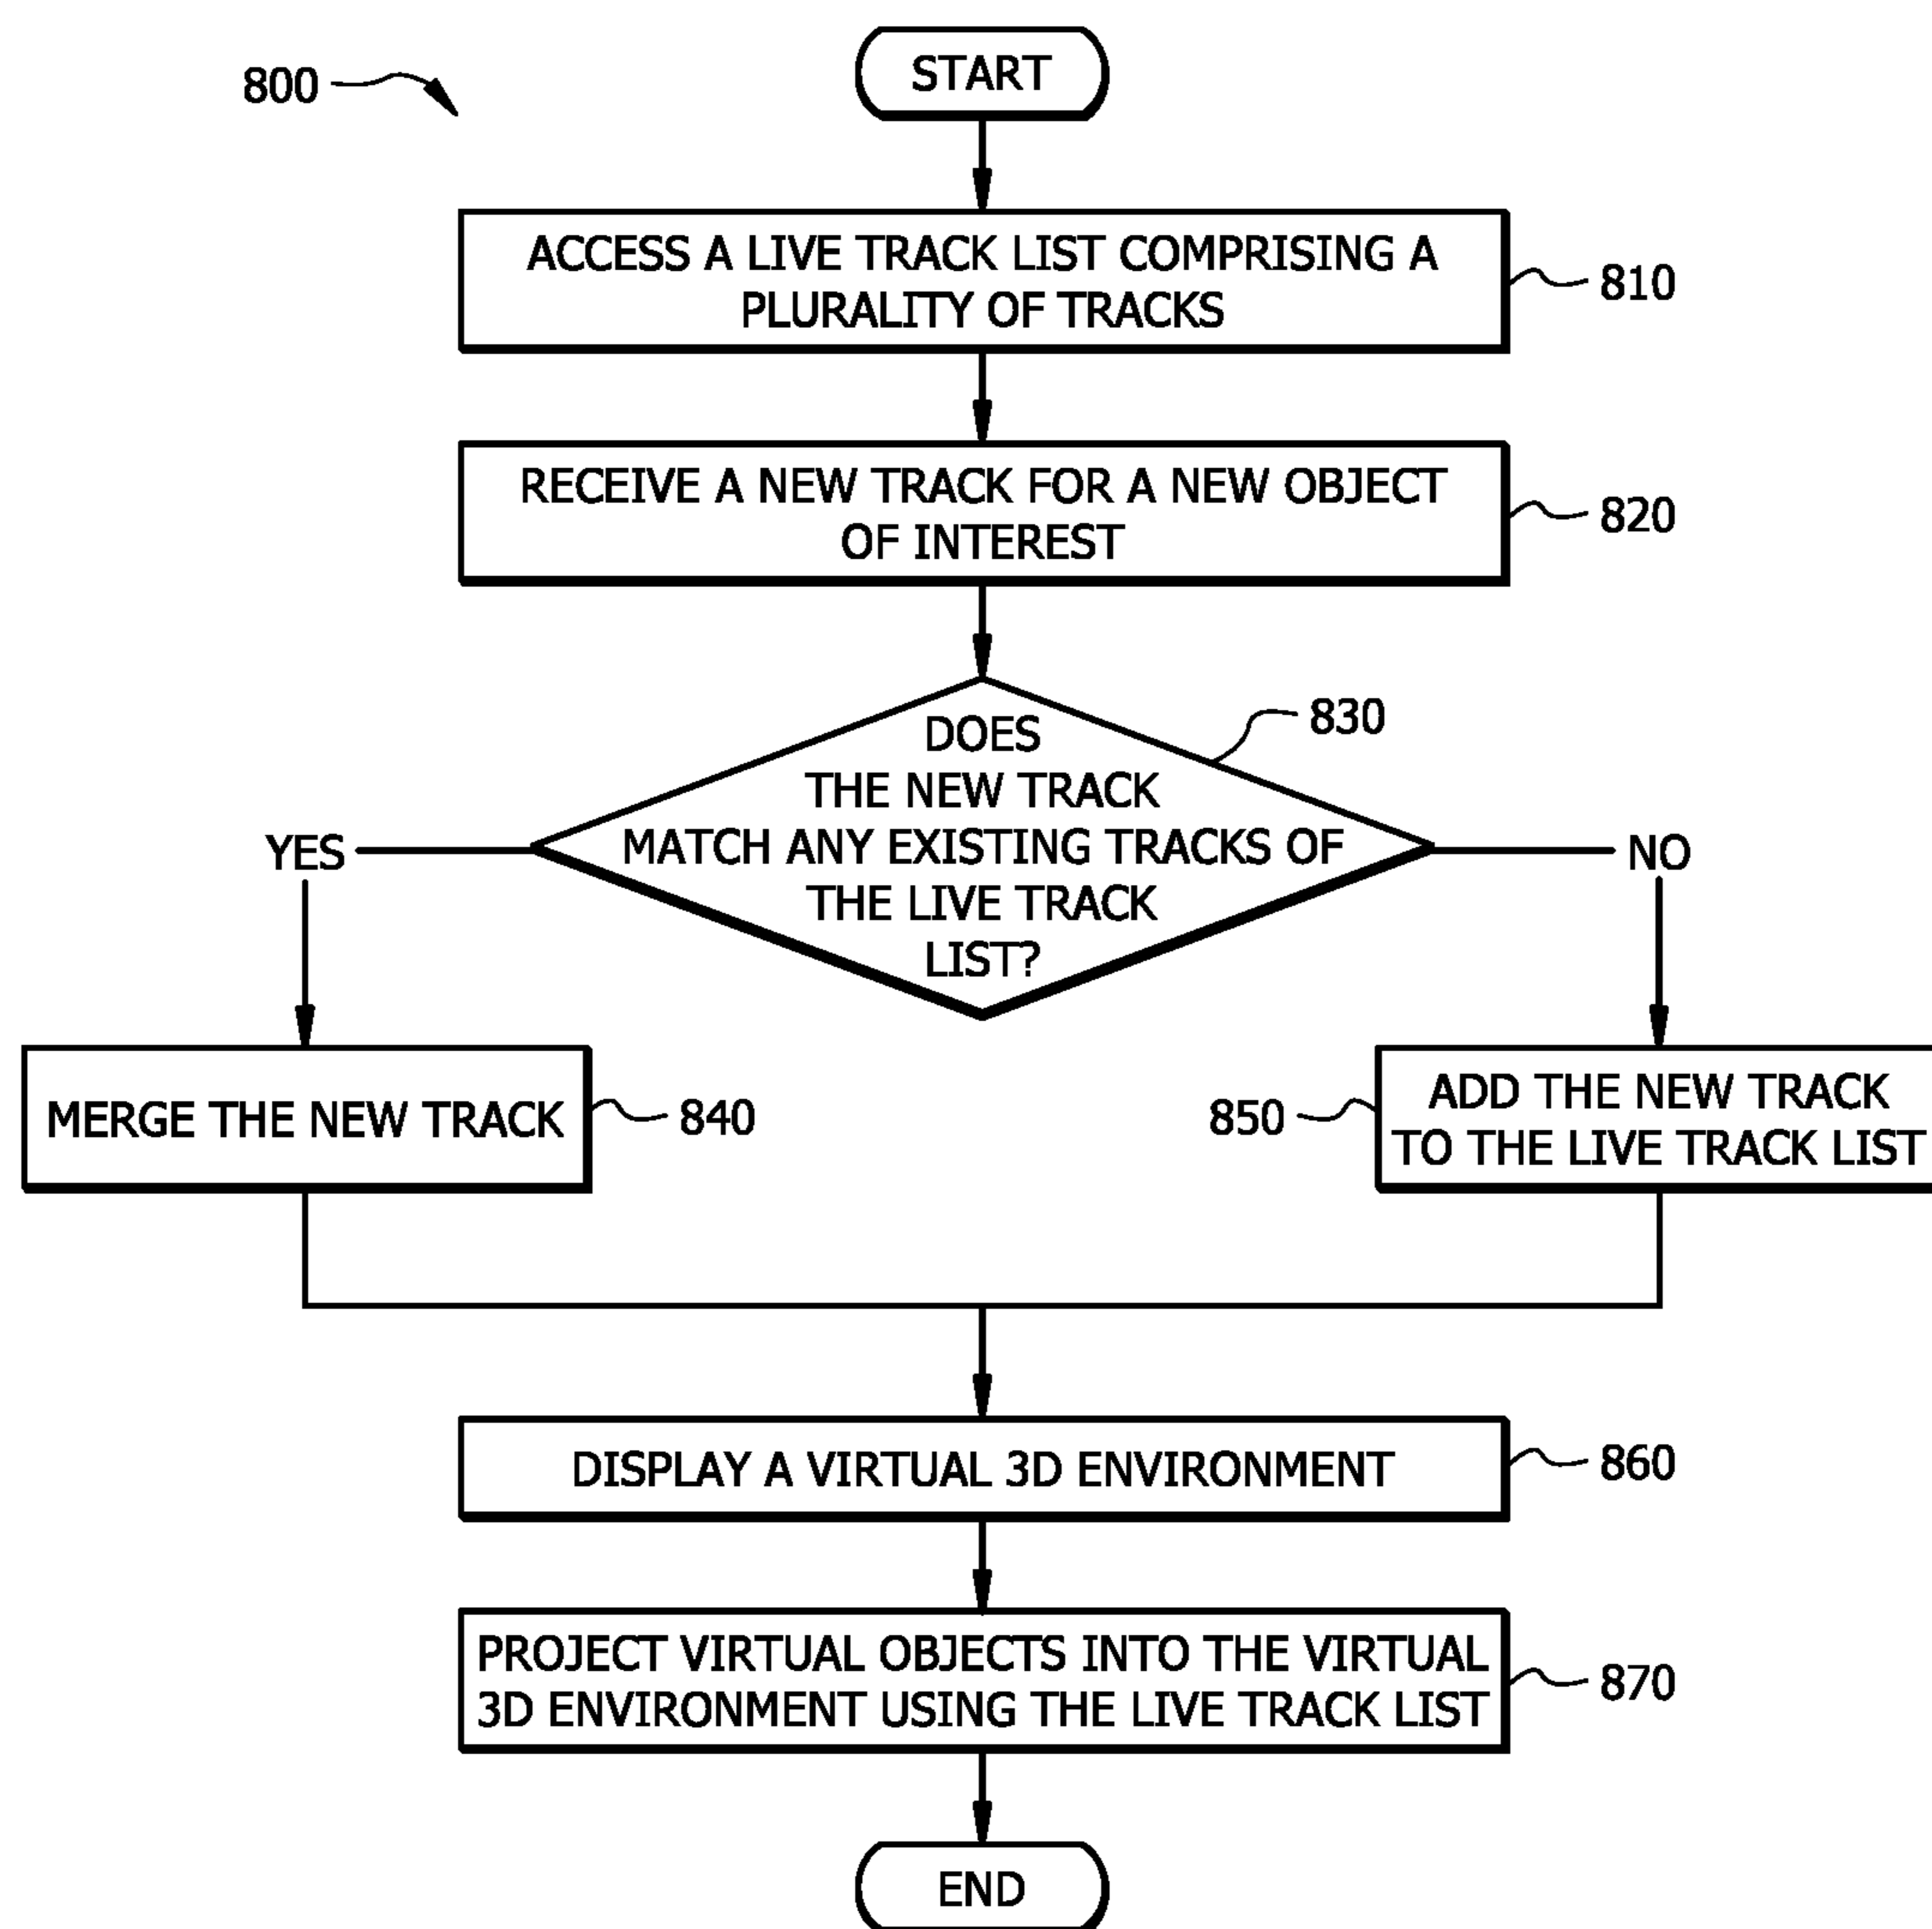 800
START
ACCESS A LIVE TRACK LIST COMPRISING A
PLURALITY OF TRACKS
810
RECEIVE A NEW TRACK FOR A NEW OBJECT
OF INTEREST
820
DOES
THE NEW TRACK
MATCH ANY EXISTING TRACKS OF
THE LIVE TRACK
LIST?
830
YES
NO
MERGE THE NEW TRACK
840
850
ADD THE NEW TRACK
TO THE LIVE TRACK LIST
DISPLAY A VIRTUAL 3D ENVIRONMENT
860
PROJECT VIRTUAL OBJECTS INTO THE VIRTUAL
3D ENVIRONMENT USING THE LIVE TRACK LIST
870
END